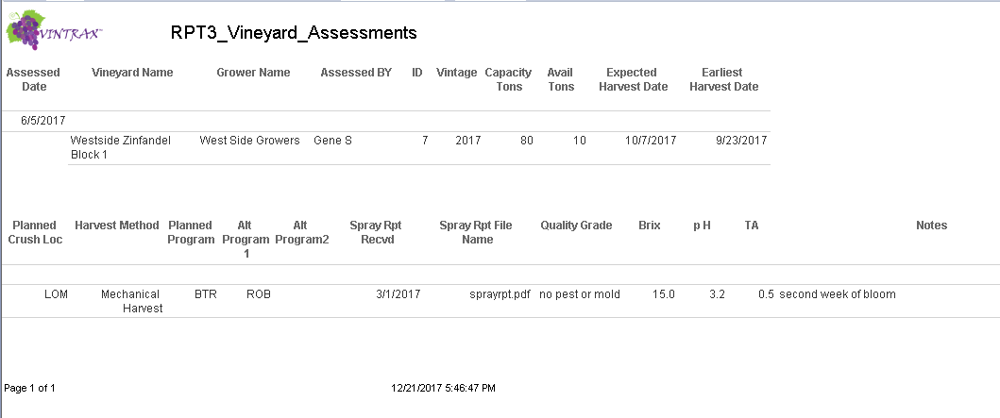 VINTRAX™
RPT3_Vineyard_Assessments
Assessed Vineyard Name Grower Name Assessed BY ID Vintage Capacity Avail Expected Earliest
Date Tons Tons Harvest Date Harvest Date
6/5/2017
Westside Zinfandel West Side Growers Gene S 7 2017 80 10 10/7/2017 9/23/2017
Block 1
Planned Harvest Method Planned Alt Alt Spray Rpt Spray Rpt File Quality Grade Brix p H TA Notes
Crush Loc Program Program Program2 Recvd Name
1
LOM Mechanical BTR ROB 3/1/2017 sprayrpt.pdf no pest or mold 15.0 3.2 0.5 second week of bloom
Harvest
Page 1 of 1 12/21/2017 5:46:47 PM